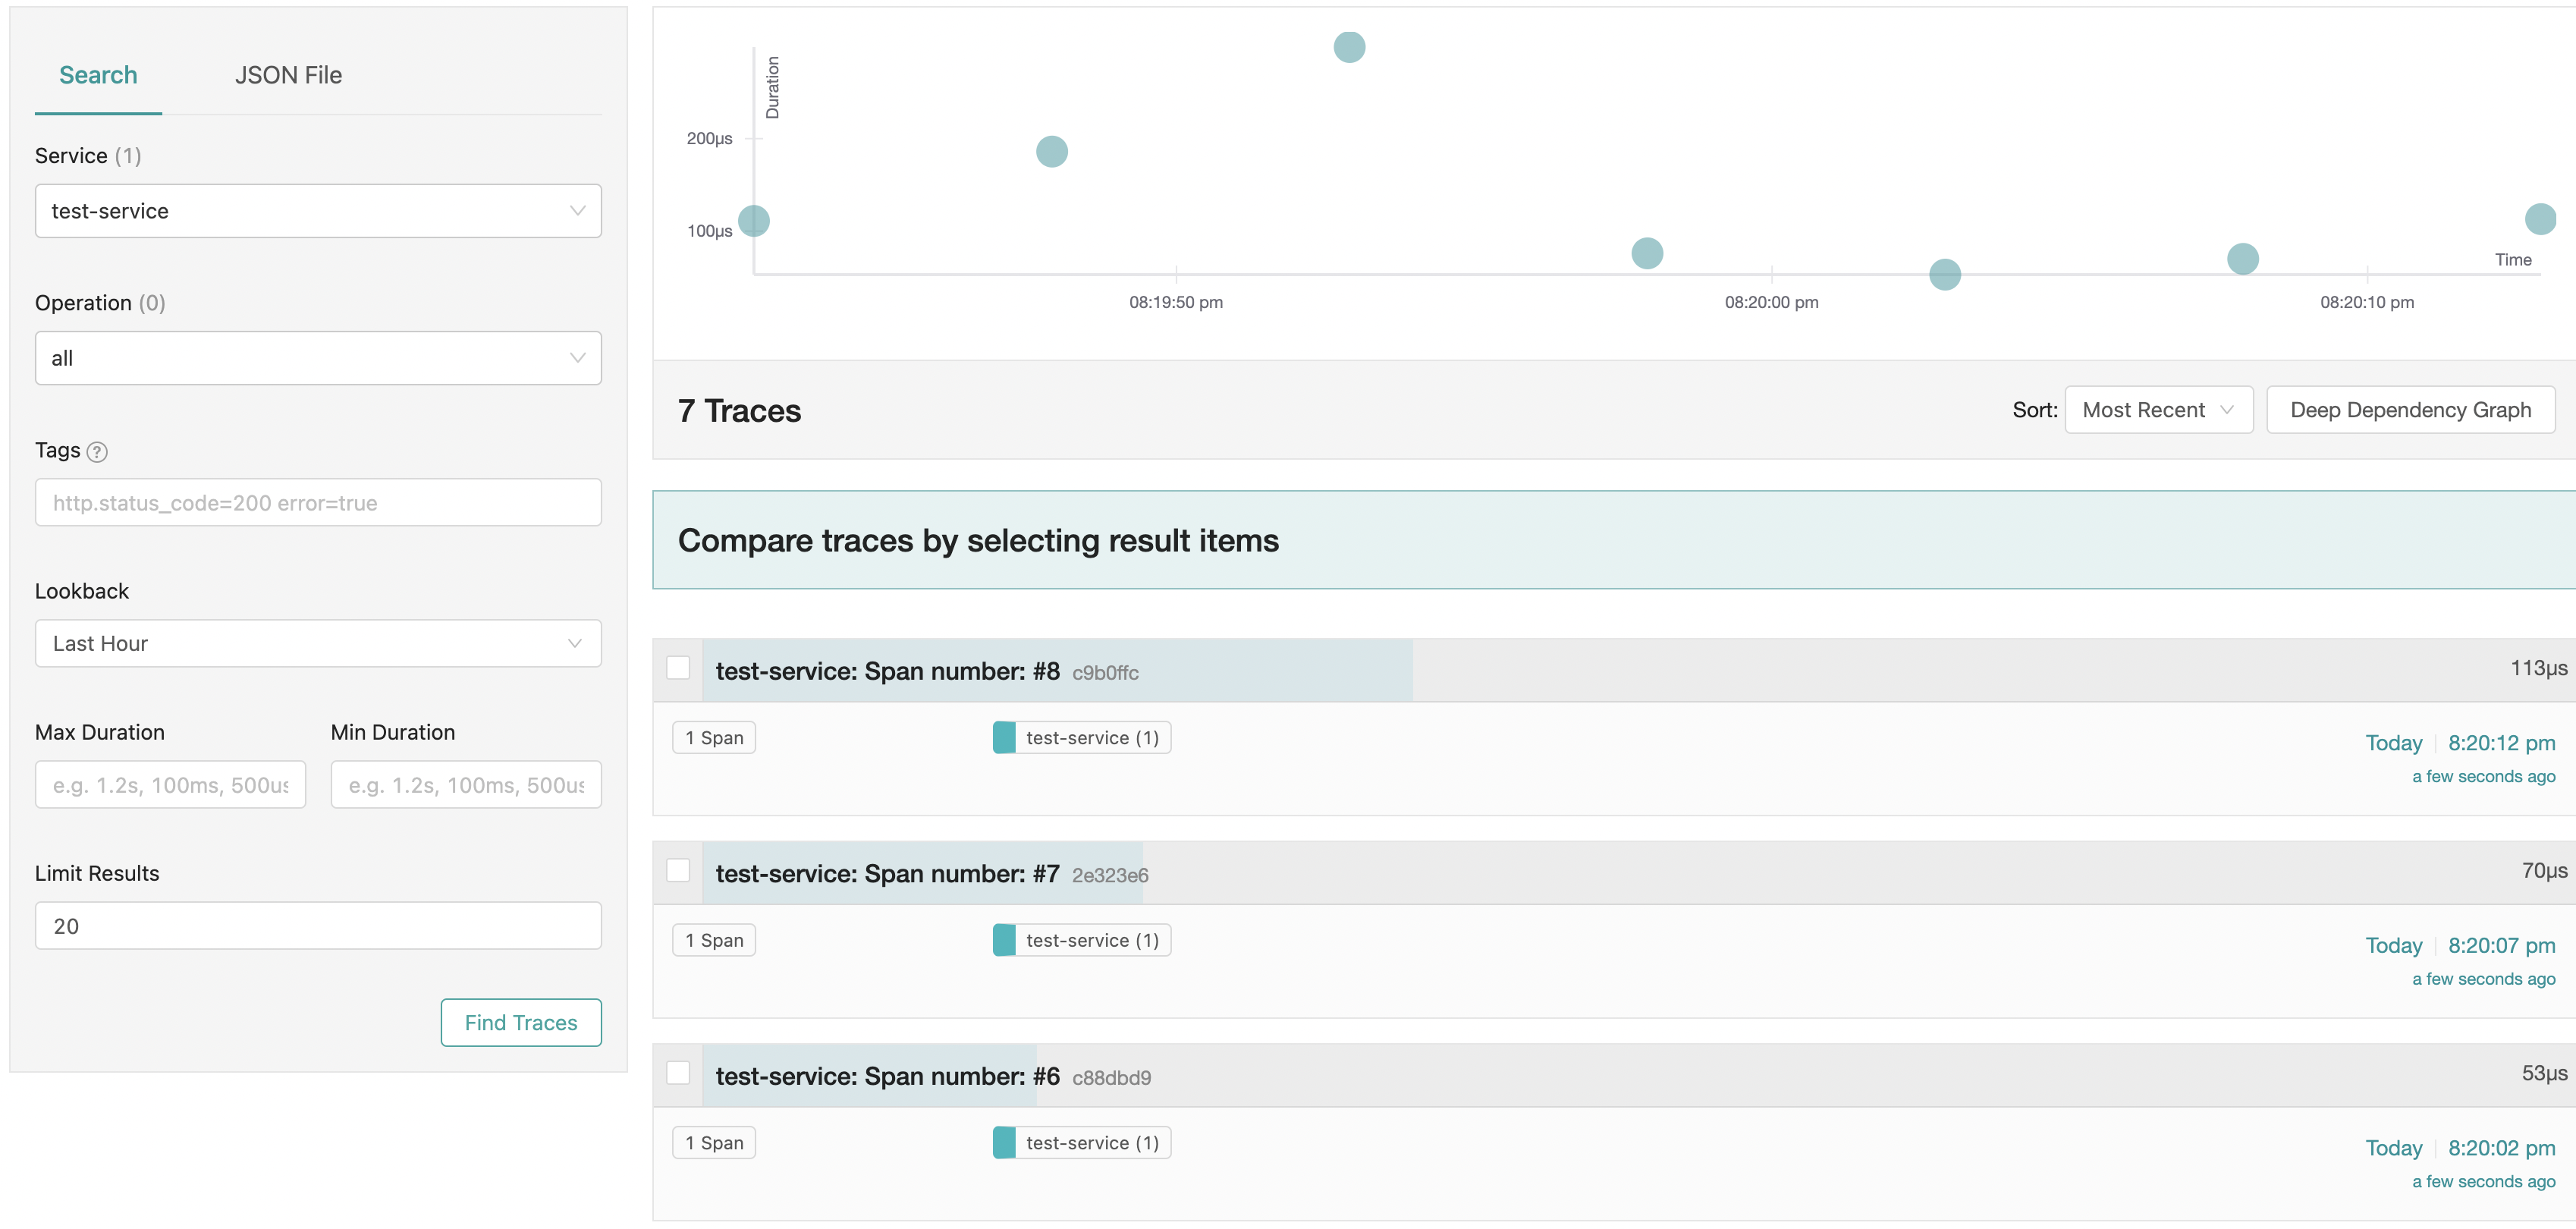 Search
JSON File
Service (1)
test-service
Operation (0)
all
Tags ?
http.status_code=200 error=true
Lookback
Last Hour
Max Duration
Min Duration
e.g. 1.2s, 100ms, 500us
e.g. 1.2s, 100ms, 500us
Limit Results
20
Find Traces
Duration
200μs
100μs
Time
08:19:50 pm
08:20:00 pm
08:20:10 pm
7 Traces
Sort: Most Recent
Deep Dependency Graph
Compare traces by selecting result items
test-service: Span number: #8 c9b0ffc
113μs
1 Span
test-service (1)
Today | 8:20:12 pm
a few seconds ago
test-service: Span number: #7 2e323e6
70μs
1 Span
test-service (1)
Today | 8:20:07 pm
a few seconds ago
test-service: Span number: #6 c88dbd9
53μs
1 Span
test-service (1)
Today | 8:20:02 pm
a few seconds ago